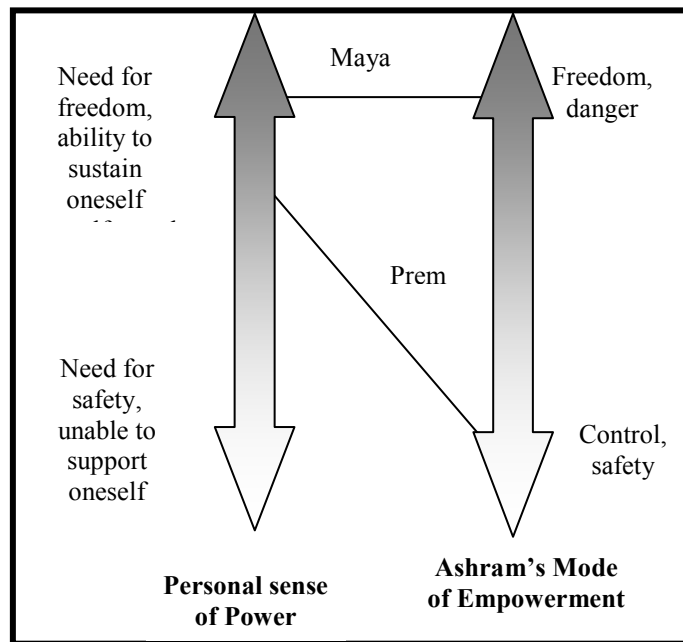 Maya
Need for
freedom,
ability to
sustain
oneself
Freedom,
danger
Prem
Need for
safety,
unable to
support
oneself
Control,
safety
Personal sense
of Power
Ashram's Mode
of Empowerment